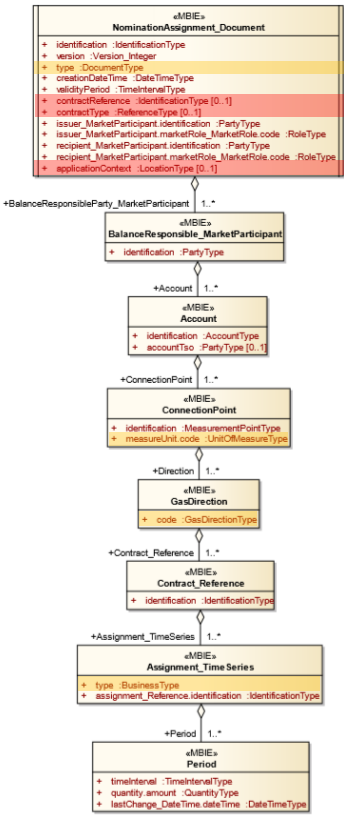 «MBIE»
NominationAssignment_Document
+ identification :IdentificationType
+ version :Version_Integer
+ type :DocumentType
+ creationDateTime :DateTimeType
+ validityPeriod :TimeIntervalType
+ contractReference :IdentificationType [0..1]
+ contractType :ReferenceType [0..1]
+ issuer_MarketParticipant.identification :PartyType
+ issuer_MarketParticipant.marketRole_MarketRole.code :RoleType
+ recipient_MarketParticipant.identification :PartyType
+ recipient_MarketParticipant.marketRole_MarketRole.code :RoleType
+ applicationContext :LocationType [0..1]
+BalanceResponsibleParty_MarketParticipant 1..*
«MBIE»
BalanceResponsible_MarketParticipant
+ identification :PartyType
+Account 1..*
«MBIE»
Account
+ identification :AccountType
+ accountTso :PartyType [0..1]
+ConnectionPoint 1..*
«MBIE»
ConnectionPoint
+ identification :MeasurementPointType
+ measureUnit.code :UnitOfMeasureType
+Direction 1..*
«MBIE»
GasDirection
+ code :GasDirectionType
+Contract_Reference 1..*
«MBIE»
Contract_Reference
+ identification :IdentificationType
+Assignment_TimeSeries 1..*
«MBIE»
Assignment_TimeSeries
+ type :BusinessType
+ assignment_Reference.identification :IdentificationType
+Period 1..*
«MBIE»
Period
+ timeInterval :TimeIntervalType
+ quantity.amount :QuantityType
+ lastChange_DateTime.dateTime :DateTimeType